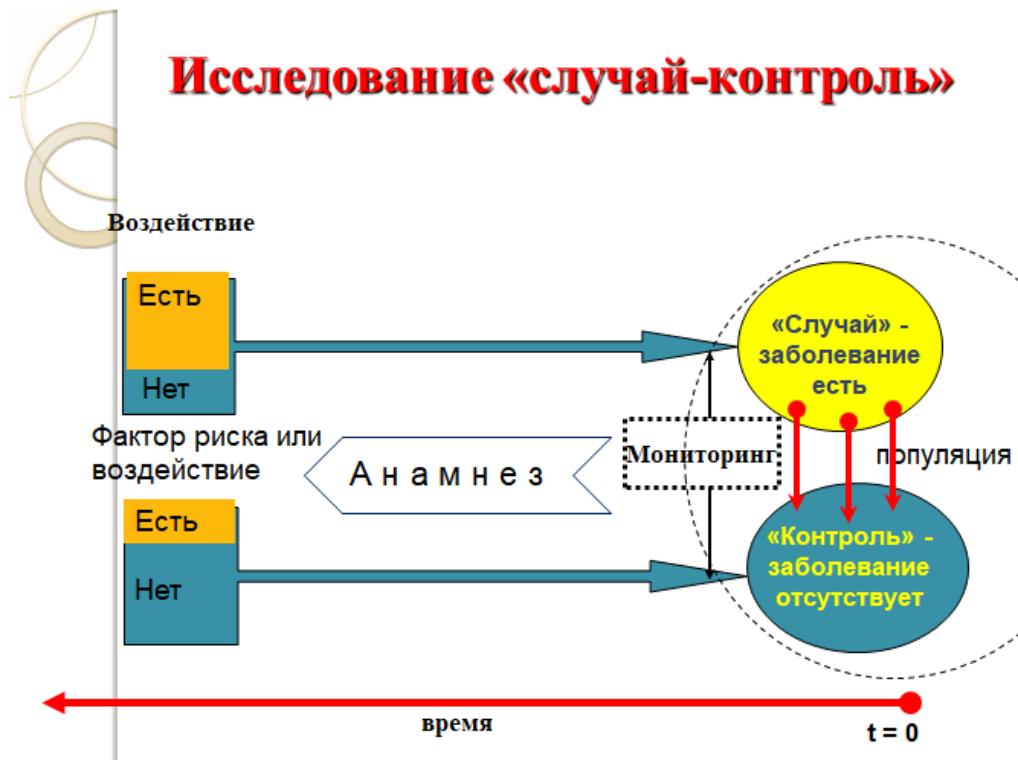 Исследование «случай-контроль»
Воздействие
Есть
Нет
«Случай» -
заболевание
есть
Фактор риска или
воздействие
А н а м н е з
Мониторинг
популяция
Есть
Нет
«Контроль» -
заболевание
отсутствует
время
t = 0